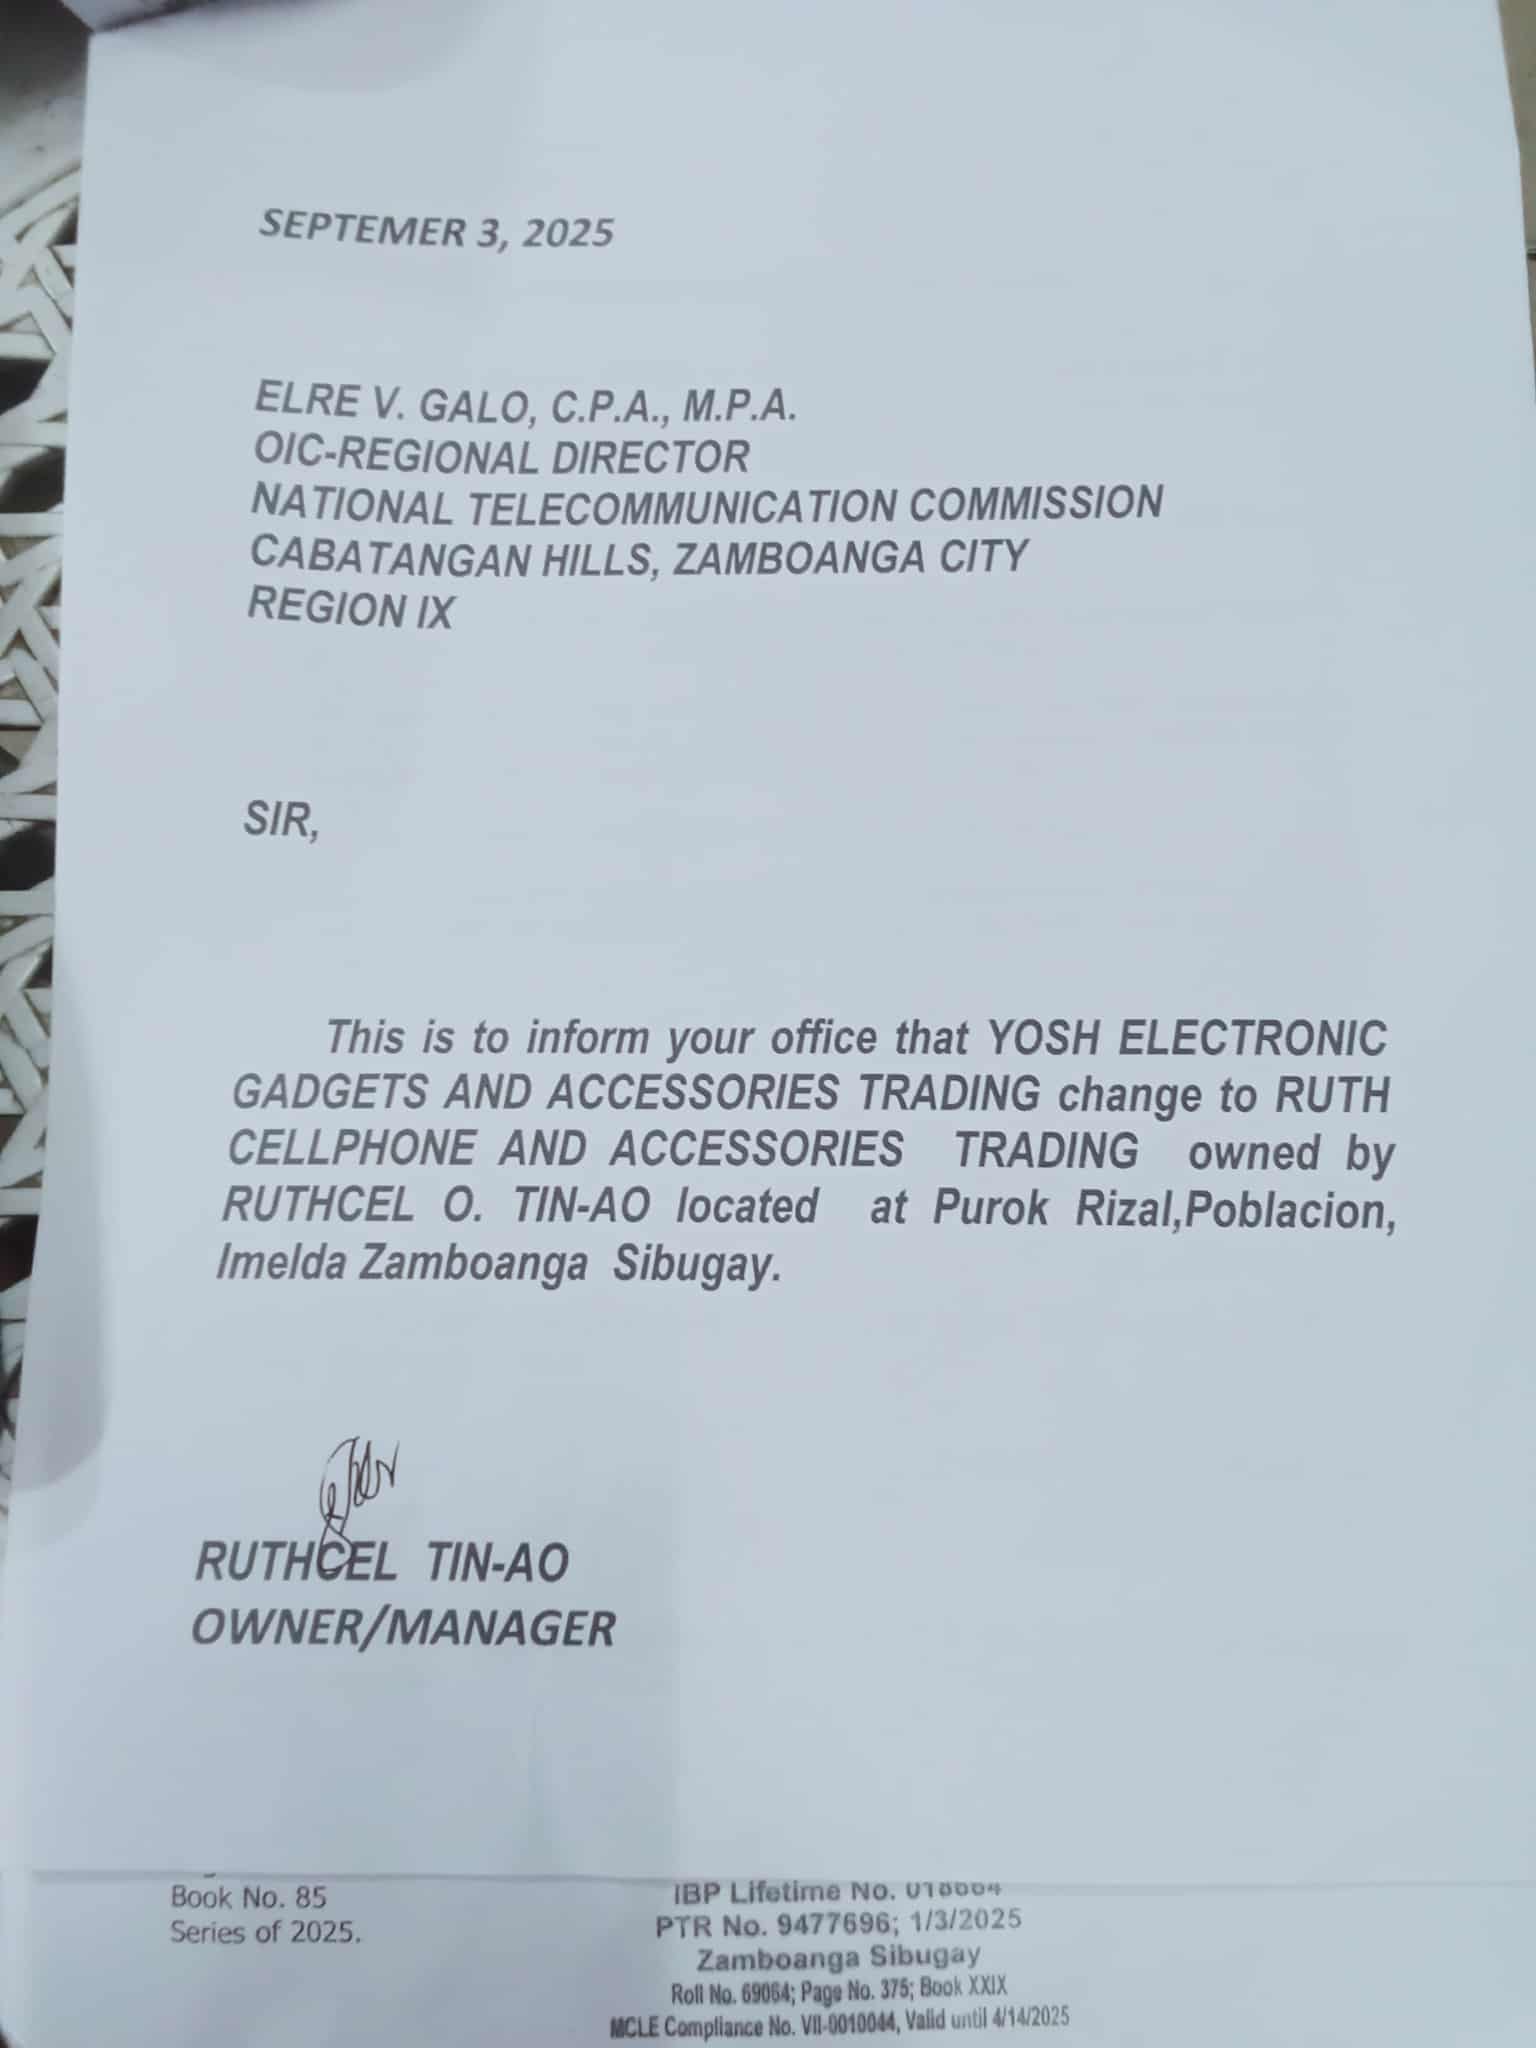 SEPTEMER 3, 2025
ELRE V. GALO, C.P.A., M.P.A.
OIC-REGIONAL DIRECTOR
NATIONAL TELECOMMUNICATION COMMISSION
CABATANGAN HILLS, ZAMBOANGA CITY
REGION IX
SIR,
This is to inform your office that YOSH ELECTRONIC
GADGETS AND ACCESSORIES TRADING change to RUTH
CELLPHONE AND ACCESSORIES TRADING owned by
RUTHCEL O. TIN-AO located at Purok Rizal,Poblacion,
Imelda Zamboanga Sibugay.
RUTHCEL TIN-AO
OWNER/MANAGER
Book No. 85
Series of 2025.
IBP Lifetime No.
PTR No. 9477696; 1/3/2025
Zamboanga Sibugay
Roll No. 69064; Page No. 375; Book XXIX
MCLE Compliance No. VII-0010044, Valid until 4/14/2025